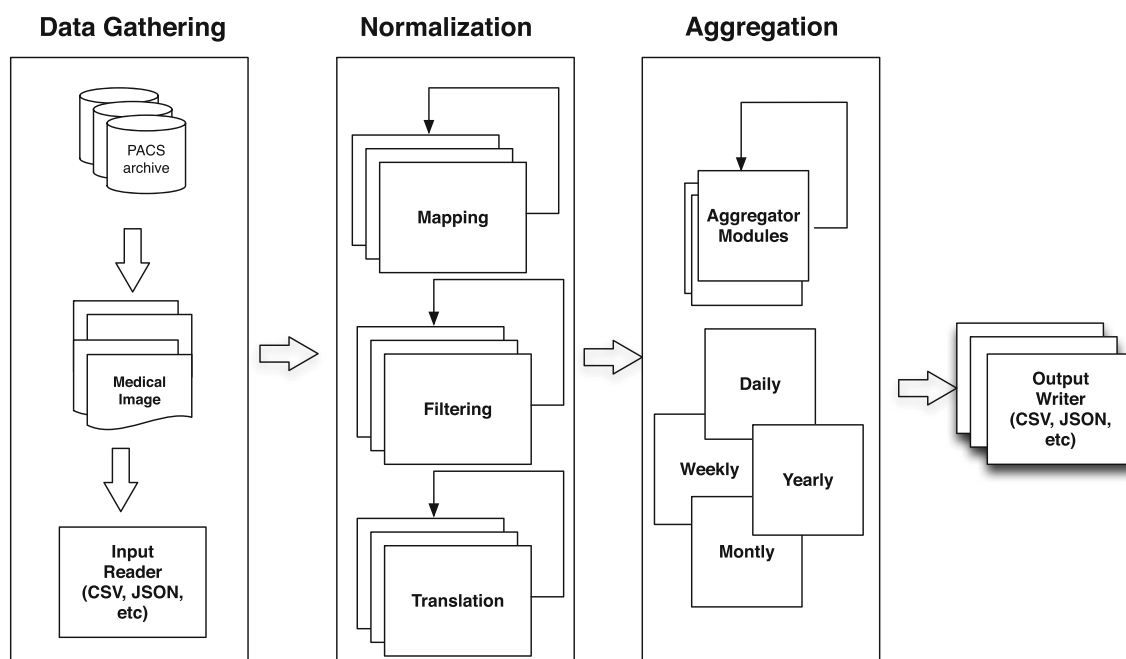 Data Gathering
Normalization
Aggregation
PACS
archive
Medical
Image
Input
Reader
(CSV, JSON,
etc)
Mapping
Filtering
Translation
Aggregator
Modules
Daily
Weekly
Yearly
Montly
Output
Writer
(CSV, JSON,
etc)